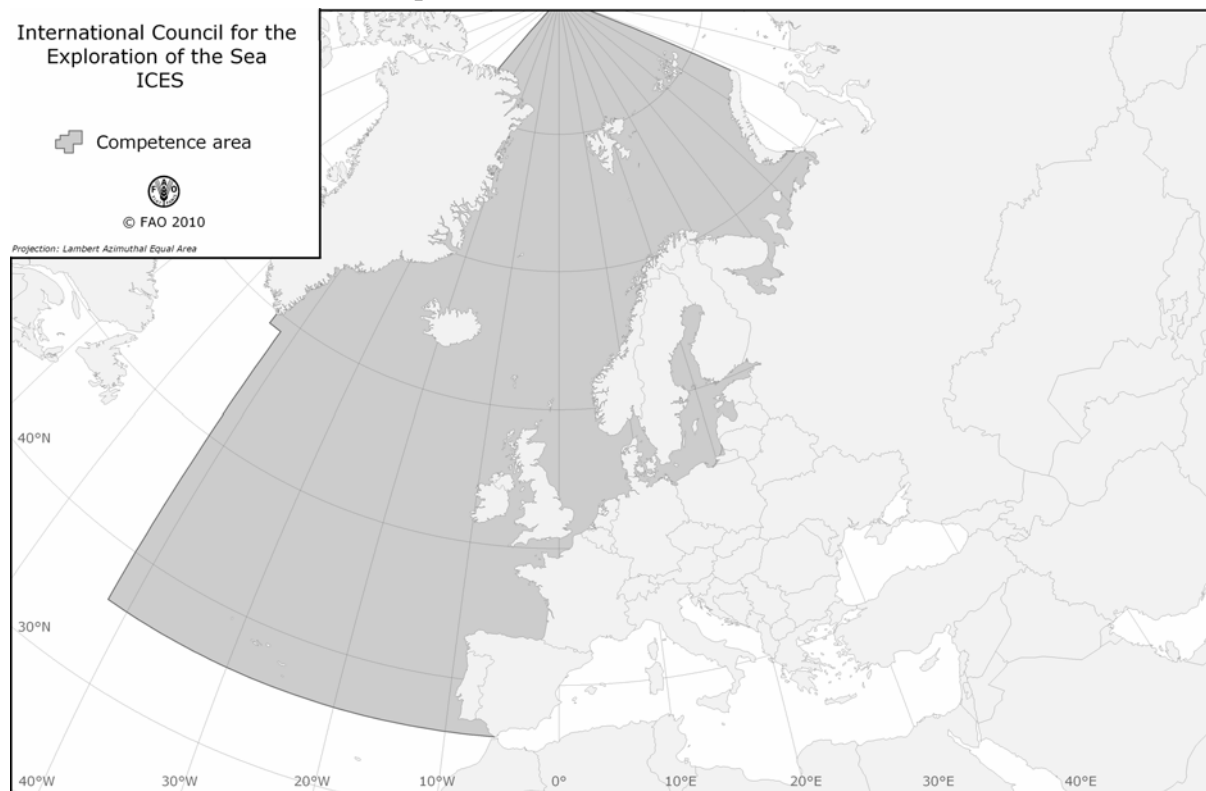 International Council for the
Exploration of the Sea
ICES
Competence area
F A O
© FAO 2010
Projection: Lambert Azimuthal Equal Area
40°N
30°N
40°W 30°W 20°W 10°W 0° 10°E 20°E 30°E 40°E